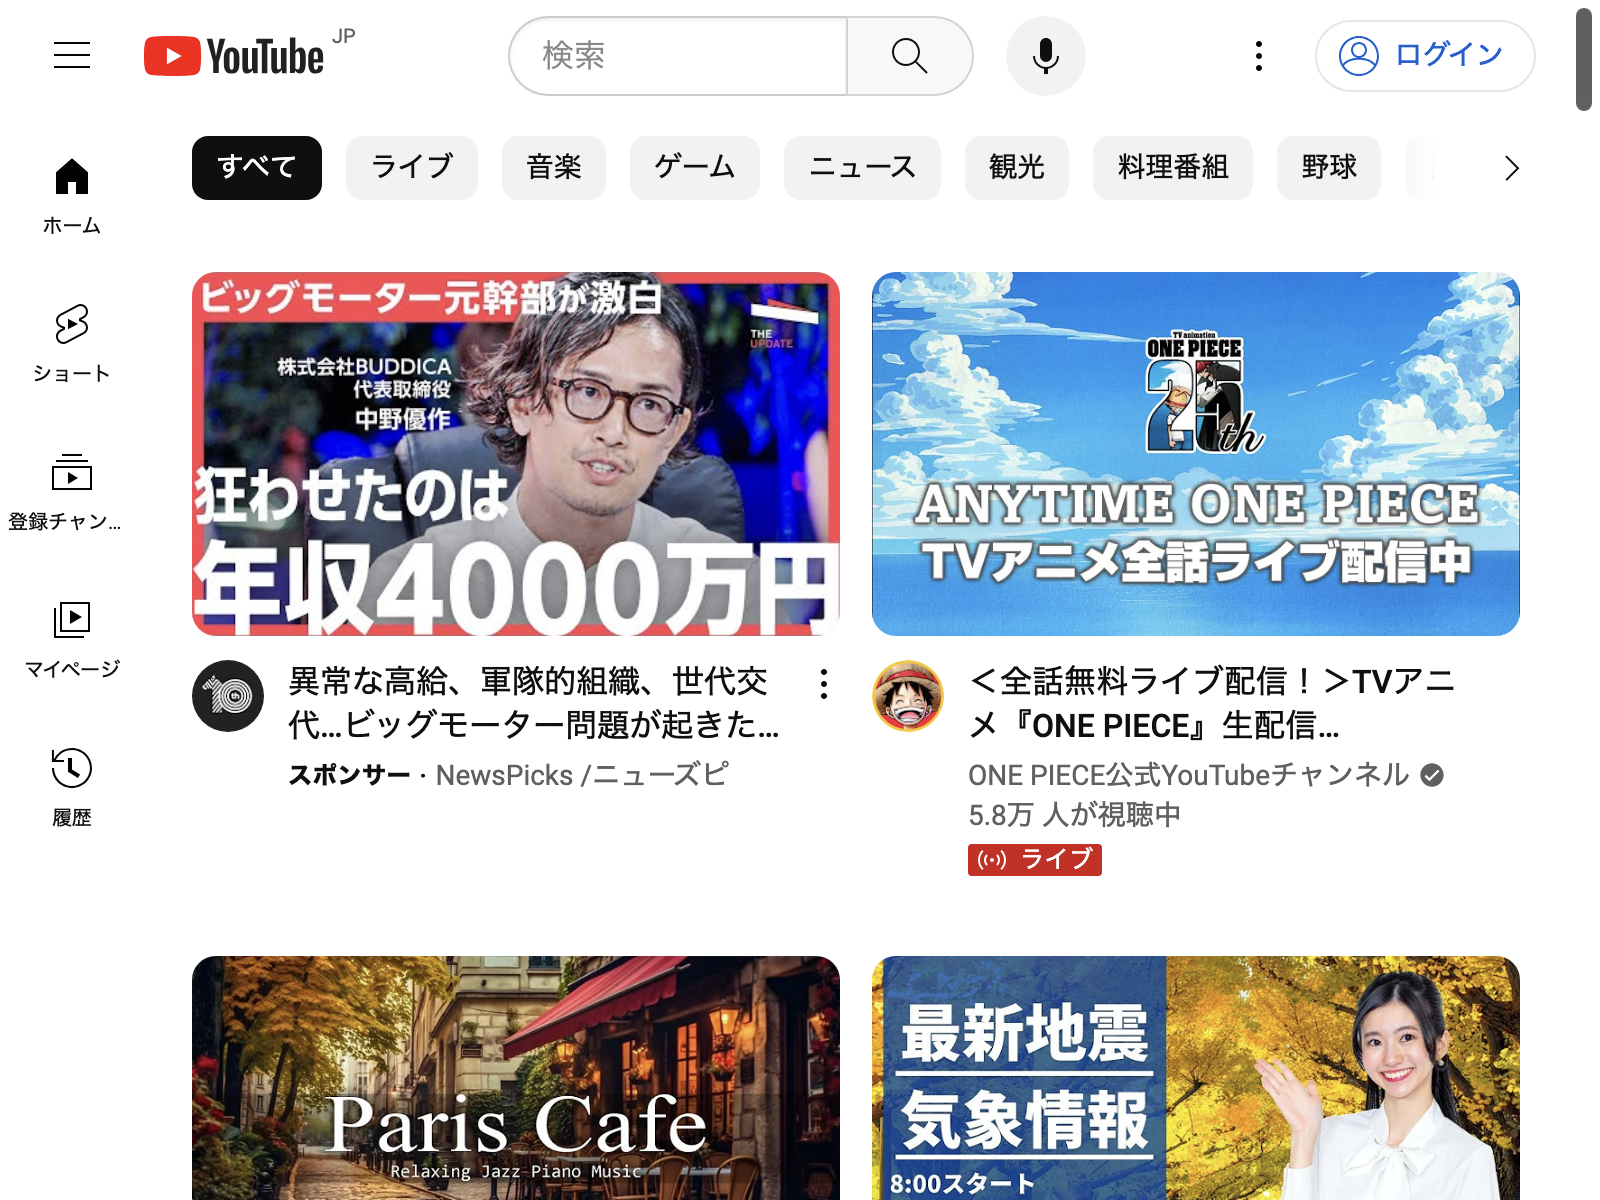 YouTube JP
検索
ログイン
すべて
ライブ
音楽
ゲーム
ニュース
観光
料理番組
野球
ホーム
ショート
登録チャン...
マイページ
履歴
ビッグモーター元幹部が激白
THE
UPDATE
株式会社BUDDICA
代表取締役
中野優作
狂わせたのは
年収4000万円
異常な高給、軍隊的組織、世代交
代...ビッグモーター問題が起きた...
スポンサー · NewsPicks /ニューズピ
TV animation
ONE PIECE
25th
ANYTIME ONE PIECE
TVアニメ全話ライブ配信中
＜全話無料ライブ配信！＞TVアニ
メ『ONE PIECE』生配信...
ONE PIECE公式YouTubeチャンネル
5.8万 人が視聴中
ライブ
Paris Cafe
Relaxing Jazz Piano Music
最新地震
気象情報
8:00スタート